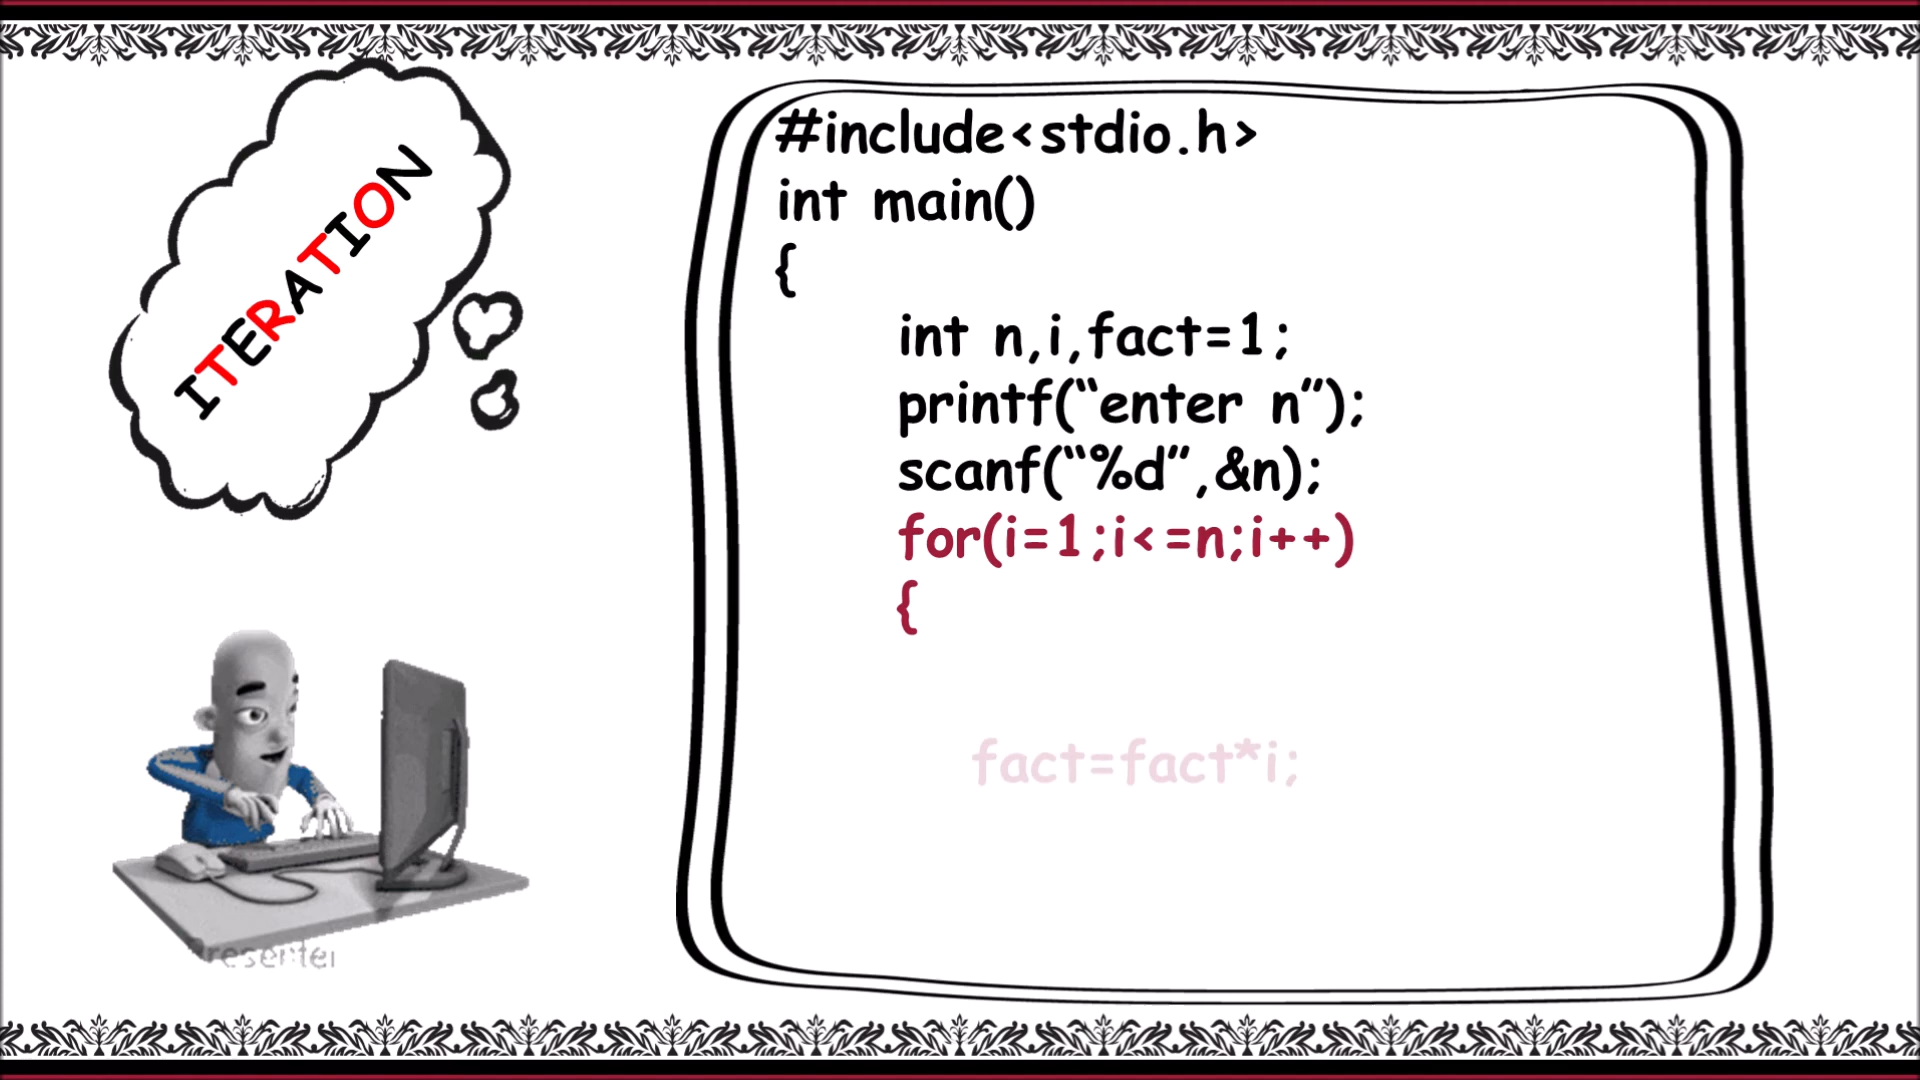 ITERATION
#include<stdio.h>
int main()
{
int n,i,fact=1;
printf(“enter n”);
scanf(“%d”,&n);
for(i=1;i<=n;i++)
{
fact=fact*i;